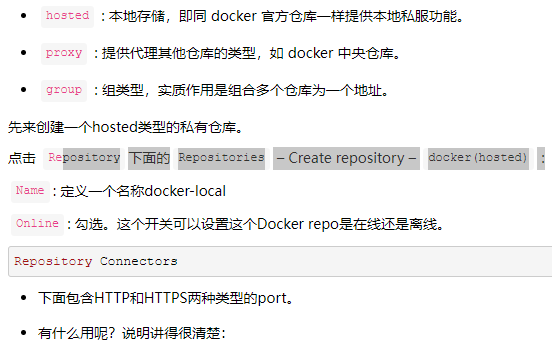 hosted : 本地存储，即同 docker 官方仓库一样提供本地私服功能。
proxy : 提供代理其他仓库的类型，如 docker 中央仓库。
group : 组类型，实质作用是组合多个仓库为一个地址。
先来创建一个hosted类型的私有仓库。
点击 Repository 下面的 Repositories – Create repository – docker(hosted) :
Name : 定义一个名称docker-local
Online : 勾选。这个开关可以设置这个Docker repo是在线还是离线。
Repository Connectors
下面包含HTTP和HTTPS两种类型的port。
有什么用呢？说明讲得很清楚：